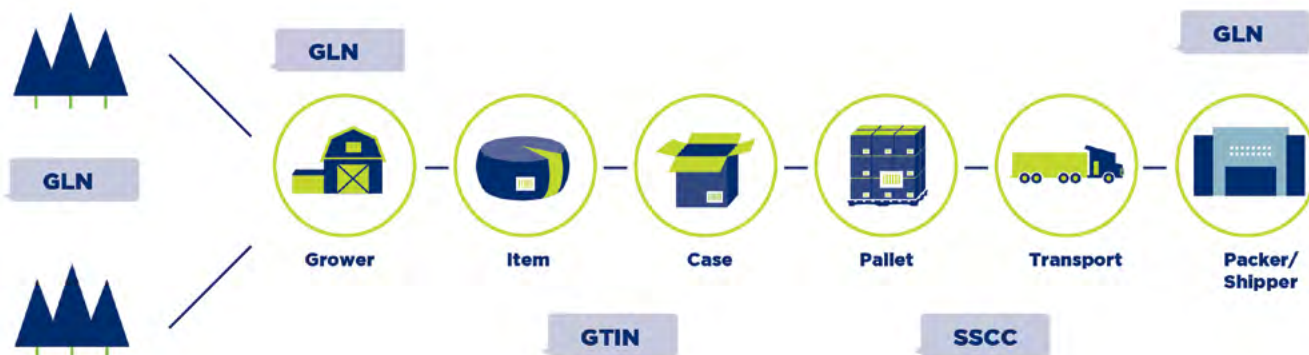 GLN
GLN
GLN
Grower
Item
Case
Pallet
Transport
Packer/
Shipper
GTIN
SSCC